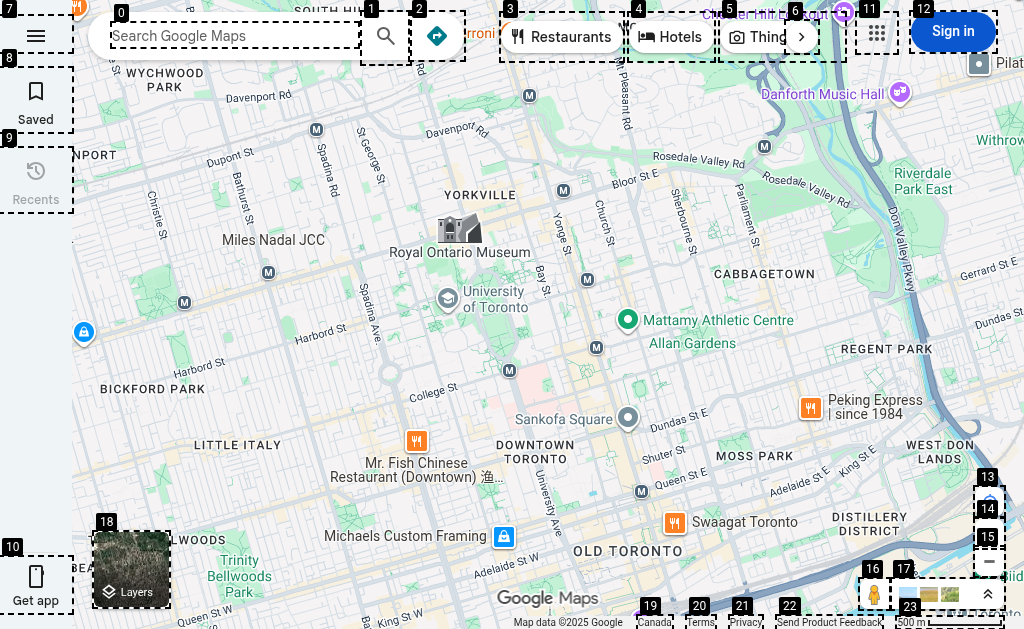 7
0
1
2
3
4
5
6
11
12
SOUTH HI
Search Google Maps
rroni
Restaurants
Hotels
Thing
Chester Hill Lookout
Sign in
8
Saved
9
Recents
WYCHWOOD
PARK
Davenport Rd
Mt Pleasant Rd
Danforth Music Hall
Pilat
NPORT
Dupont St
Spadina Rd
St George St
Davenport Rd
Rosedale Valley Rd
Withrow
Riverdale
Park East
Christie St
Bathurst St
YORKVILLE
Bloor St E
Rosedale Valley Rd
Miles Nadal JCC
Royal Ontario Museum
Yonge St
Church St
Sherbourne St
Parliament St
Don Valley Pkwy
Bay St
CABBAGETOWN
Gerrard St E
University
of Toronto
Spadina Ave.
Harbord St
Mattamy Athletic Centre
Allan Gardens
Dundas St
REGENT PARK
Harbord St
BICKFORD PARK
College St
Sankofa Square
Dundas St E
Peking Express
| since 1984
LITTLE ITALY
Mr. Fish Chinese
Restaurant (Downtown) 渔...
DOWNTOWN
TORONTO
Shuter St
MOSS PARK
Queen St E
King St E
Adelaide St E
WEST DON
LANDS
University Ave
Swaagat Toronto
DISTILLERY
DISTRICT
Michaels Custom Framing
OLD TORONTO
Adelaide St W
Queen St W
LWOODS
Trinity
Bellwoods
Park
BEA
Queen St W
10
Get app
18
Layers
13
14
15
16
17
Google Maps
19
20
21
22
23
Map data ©2025 Google
Canada
Terms
Privacy
Send Product Feedback
500 m